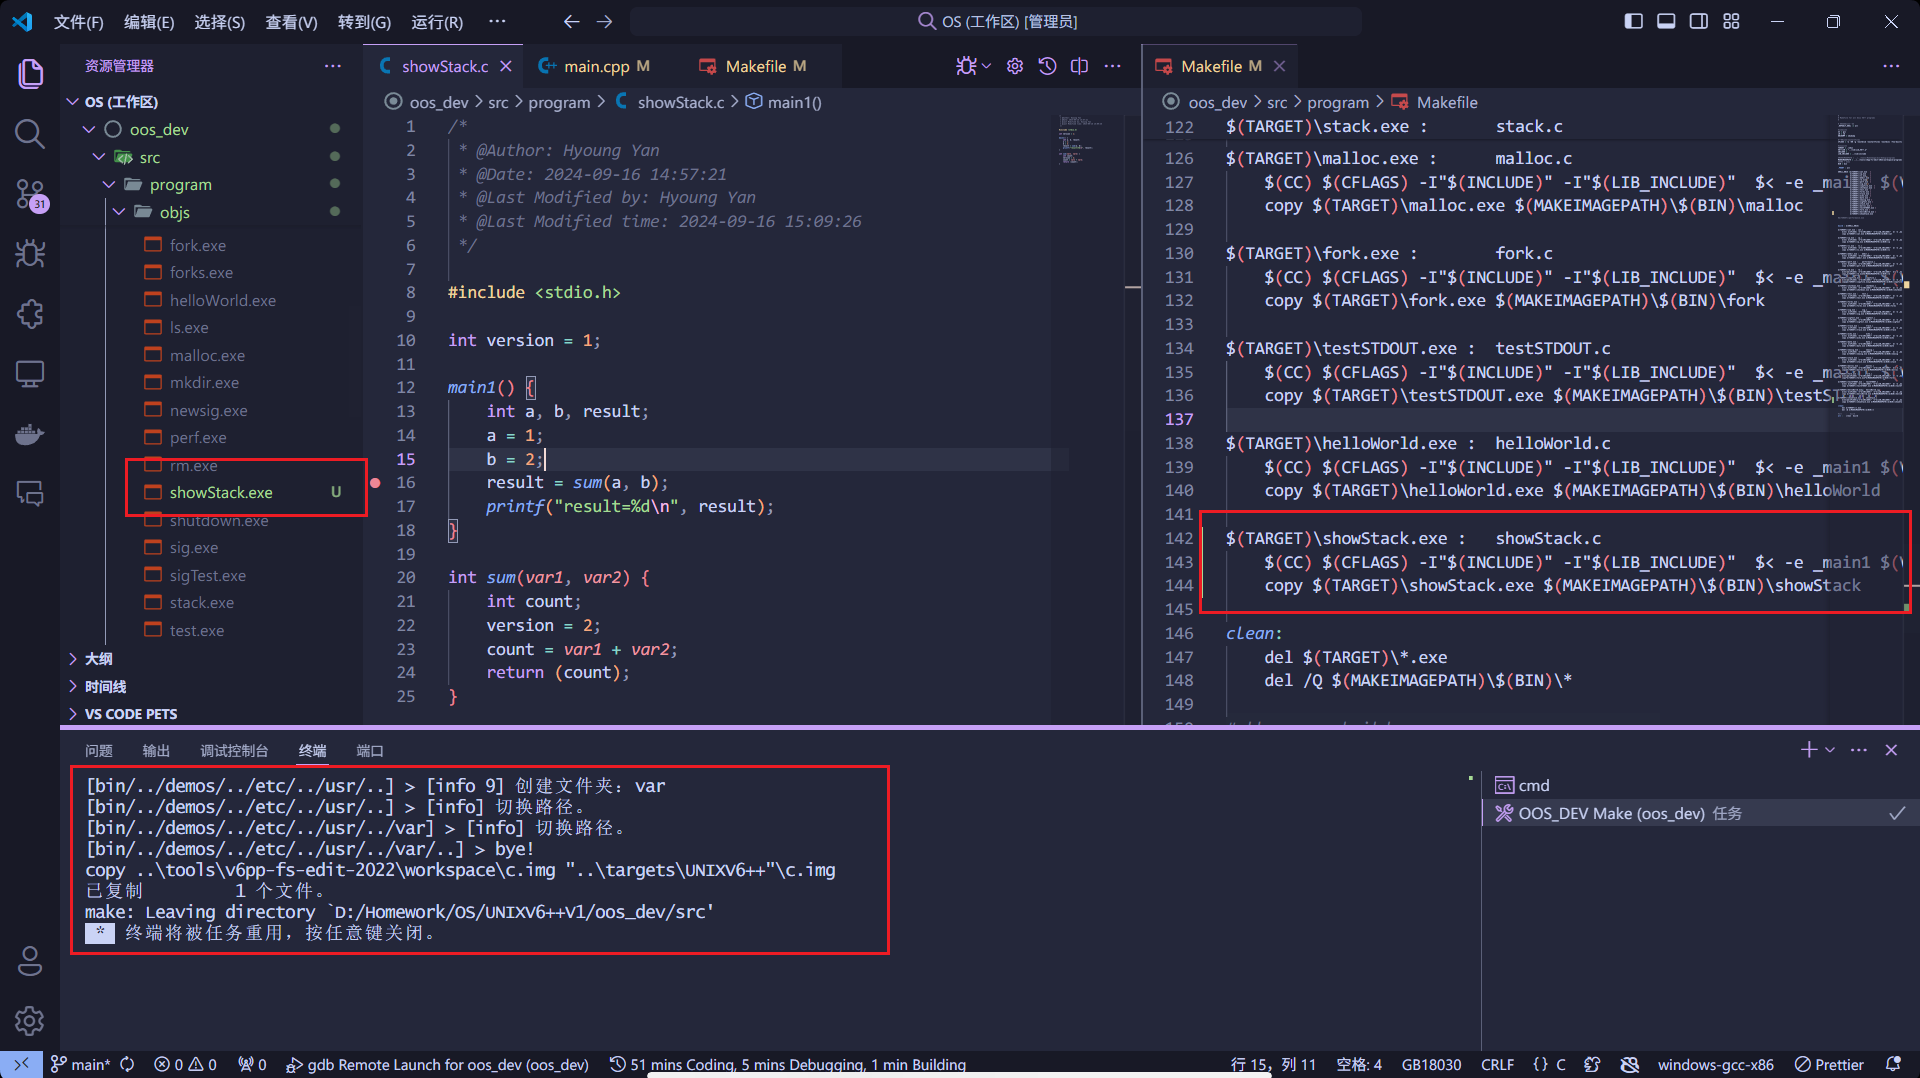 文件(F) 编辑(E) 选择(S) 查看(V) 转到(G) 运行(R) ··· OS (工作区) [管理员]
资源管理器
OS (工作区)
oos_dev
src
program
objs
fork.exe
forks.exe
helloWorld.exe
ls.exe
malloc.exe
mkdir.exe
newsig.exe
perf.exe
rm.exe
showStack.exe U
shutdown.exe
sig.exe
sigTest.exe
stack.exe
test.exe
大纲
时间线
VS CODE PETS
31
showStack.c main.cpp M Makefile M
oos_dev > src > program > showStack.c > main1()
1 /*
2 * @Author: Hyoung Yan
3 * @Date: 2024-09-16 14:57:21
4 * @Last Modified by: Hyoung Yan
5 * @Last Modified time: 2024-09-16 15:09:26
6 */
7
8 #include <stdio.h>
9
10 int version = 1;
11
12 main1() {
13 int a, b, result;
14 a = 1;
15 b = 2;
16 result = sum(a, b);
17 printf("result=%d\n", result);
18 }
19
20 int sum(var1, var2) {
21 int count;
22 version = 2;
23 count = var1 + var2;
24 return (count);
25 }
Makefile M
oos_dev > src > program > Makefile
122 $(TARGET)\stack.exe : stack.c
126 $(TARGET)\malloc.exe : malloc.c
127 $(CC) $(CFLAGS) -I"$(INCLUDE)" -I"$(LIB_INCLUDE)" $< -e _main1 $(
128 copy $(TARGET)\malloc.exe $(MAKEIMAGEPATH)\$(BIN)\malloc
129
130 $(TARGET)\fork.exe : fork.c
131 $(CC) $(CFLAGS) -I"$(INCLUDE)" -I"$(LIB_INCLUDE)" $< -e _main1 $(
132 copy $(TARGET)\fork.exe $(MAKEIMAGEPATH)\$(BIN)\fork
133
134 $(TARGET)\testSTDOUT.exe : testSTDOUT.c
135 $(CC) $(CFLAGS) -I"$(INCLUDE)" -I"$(LIB_INCLUDE)" $< -e _main1 $(
136 copy $(TARGET)\testSTDOUT.exe $(MAKEIMAGEPATH)\$(BIN)\testS
137
138 $(TARGET)\helloWorld.exe : helloWorld.c
139 $(CC) $(CFLAGS) -I"$(INCLUDE)" -I"$(LIB_INCLUDE)" $< -e _main1 $(
140 copy $(TARGET)\helloWorld.exe $(MAKEIMAGEPATH)\$(BIN)\helloWorld
141
142 $(TARGET)\showStack.exe : showStack.c
143 $(CC) $(CFLAGS) -I"$(INCLUDE)" -I"$(LIB_INCLUDE)" $< -e _main1 $(
144 copy $(TARGET)\showStack.exe $(MAKEIMAGEPATH)\$(BIN)\showStack
145
146 clean:
147 del $(TARGET)\*.exe
148 del /Q $(MAKEIMAGEPATH)\$(BIN)\*
149
问题 输出 调试控制台 终端 端口
[bin/../demos/../etc/../usr/..] > [info 9] 创建文件夹：var
[bin/../demos/../etc/../usr/..] > [info] 切换路径。
[bin/../demos/../etc/../usr/../var] > [info] 切换路径。
[bin/../demos/../etc/../usr/../var/..] > bye!
copy ..\tools\v6pp-fs-edit-2022\workspace\c.img "..\targets\UNIXV6++"\c.img
已复制 1 个文件。
make: Leaving directory `D:/Homework/OS/UNIXV6++V1/oos_dev/src'
* 终端将被任务重用，按任意键关闭。
cmd
OOS_DEV Make (oos_dev) 任务
main* 0 0 0 gdb Remote Launch for oos_dev (oos_dev) 51 mins Coding, 5 mins Debugging, 1 min Building 行 15，列 11 空格: 4 GB18030 CRLF {} C windows-gcc-x86 Prettier